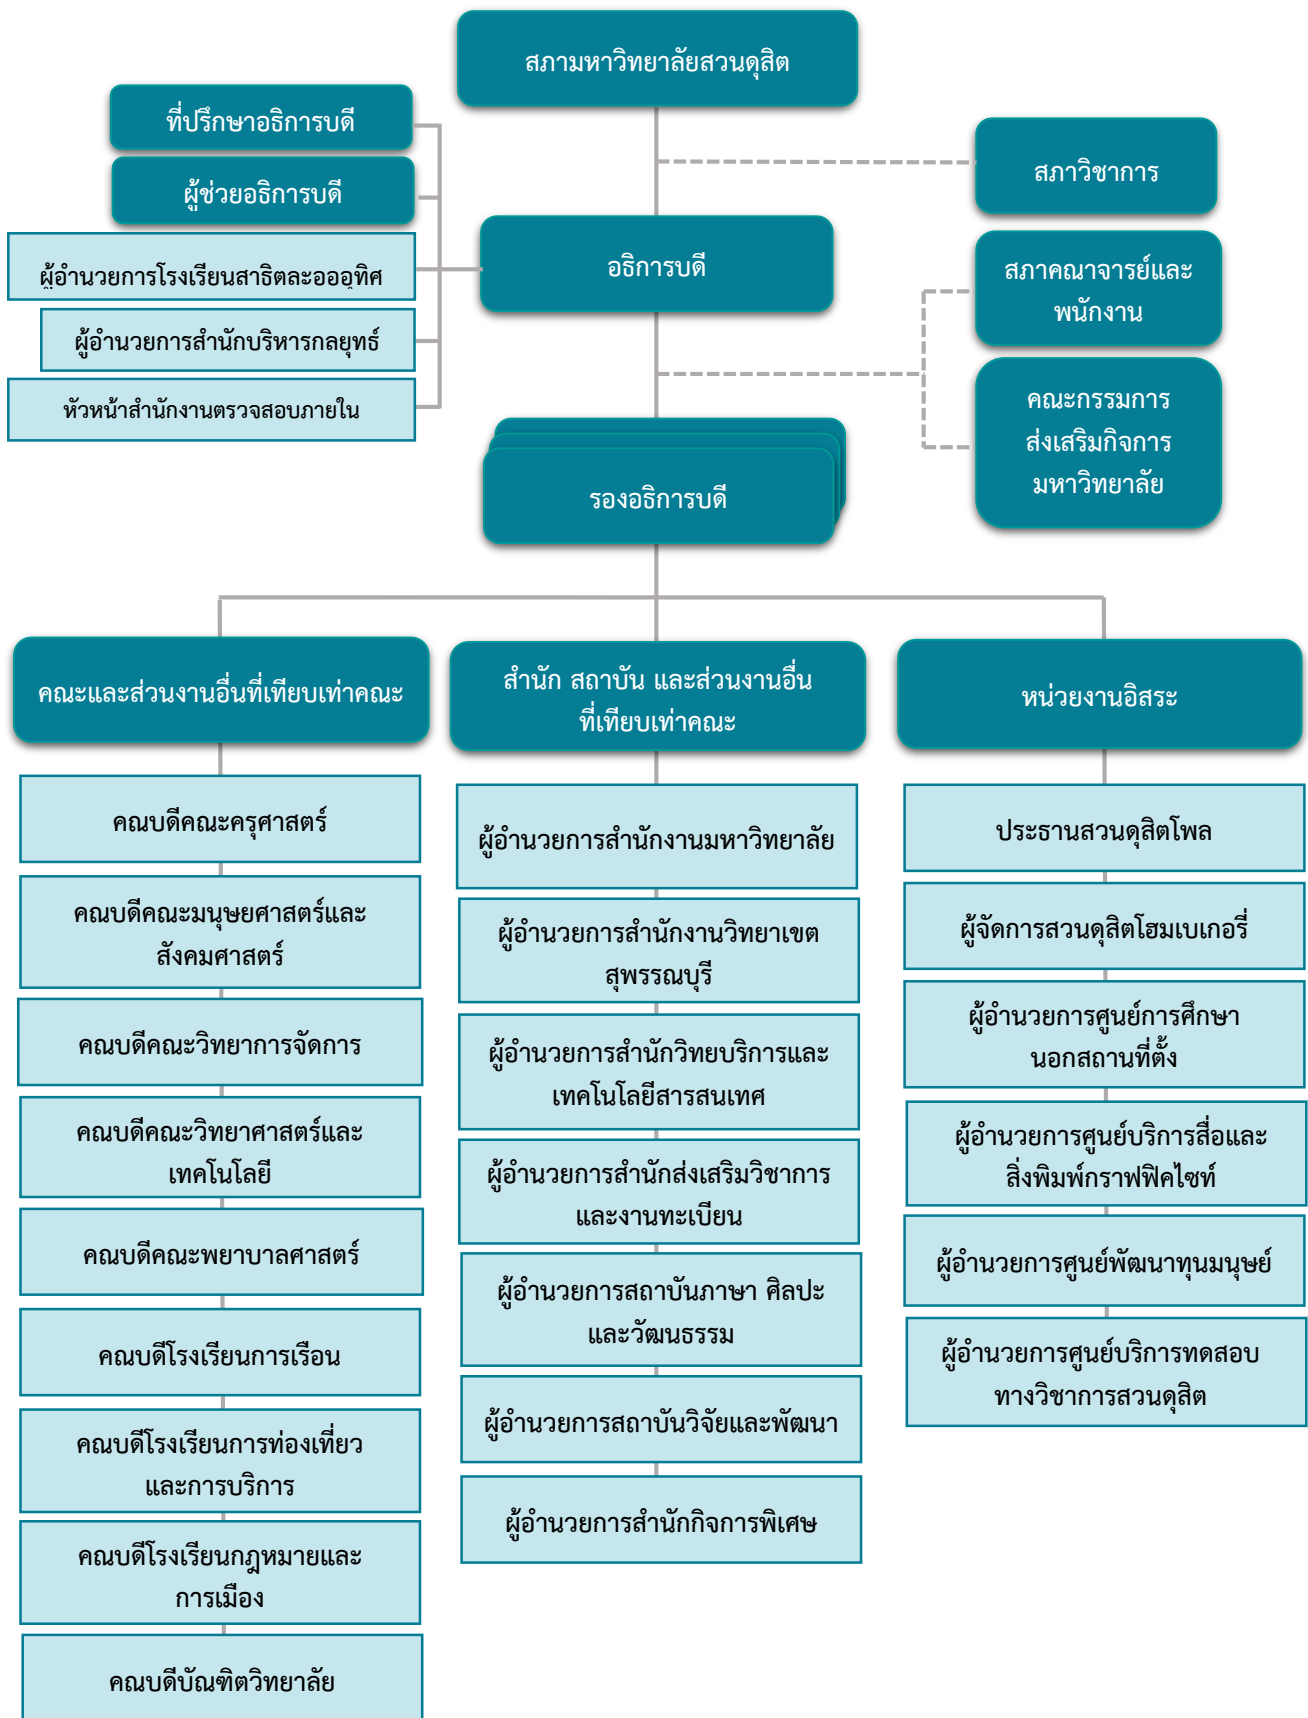 สภามหาวิทยาลัยสวนดุสิต
ที่ปรึกษาอธิการบดี
สภาวิชาการ
ผู้ช่วยอธิการบดี
อธิการบดี
ผู้อำนวยการโรงเรียนสาธิตละอออุทิศ
สภาคณาจารย์และ
พนักงาน
ผู้อำนวยการสำนักบริหารกลยุทธ์
หัวหน้าสำนักงานตรวจสอบภายใน
คณะกรรมการ
ส่งเสริมกิจการ
มหาวิทยาลัย
รองอธิการบดี
คณะและส่วนงานอื่นที่เทียบเท่าคณะ
คณบดีคณะครุศาสตร์
คณบดีคณะมนุษยศาสตร์และ
สังคมศาสตร์
คณบดีคณะวิทยาการจัดการ
คณบดีคณะวิทยาศาสตร์และ
เทคโนโลยี
คณบดีคณะพยาบาลศาสตร์
คณบดีโรงเรียนการเรือน
คณบดีโรงเรียนการท่องเที่ยว
และการบริการ
คณบดีโรงเรียนกฎหมายและ
การเมือง
คณบดีบัณฑิตวิทยาลัย
สำนัก สถาบัน และส่วนงานอื่น
ที่เทียบเท่าคณะ
ผู้อำนวยการสำนักงานมหาวิทยาลัย
ผู้อำนวยการสำนักงานวิทยาเขต
สุพรรณบุรี
ผู้อำนวยการสำนักวิทยบริการและ
เทคโนโลยีสารสนเทศ
ผู้อำนวยการสำนักส่งเสริมวิชาการ
และงานทะเบียน
ผู้อำนวยการสถาบันภาษา ศิลปะ
และวัฒนธรรม
ผู้อำนวยการสถาบันวิจัยและพัฒนา
ผู้อำนวยการสำนักกิจการพิเศษ
หน่วยงานอิสระ
ประธานสวนดุสิตโพล
ผู้จัดการสวนดุสิตโฮมเบเกอรี่
ผู้อำนวยการศูนย์การศึกษา
นอกสถานที่ตั้ง
ผู้อำนวยการศูนย์บริการสื่อและ
สิ่งพิมพ์กราฟฟิคไซท์
ผู้อำนวยการศูนย์พัฒนาทุนมนุษย์
ผู้อำนวยการศูนย์บริการทดสอบ
ทางวิชาการสวนดุสิต